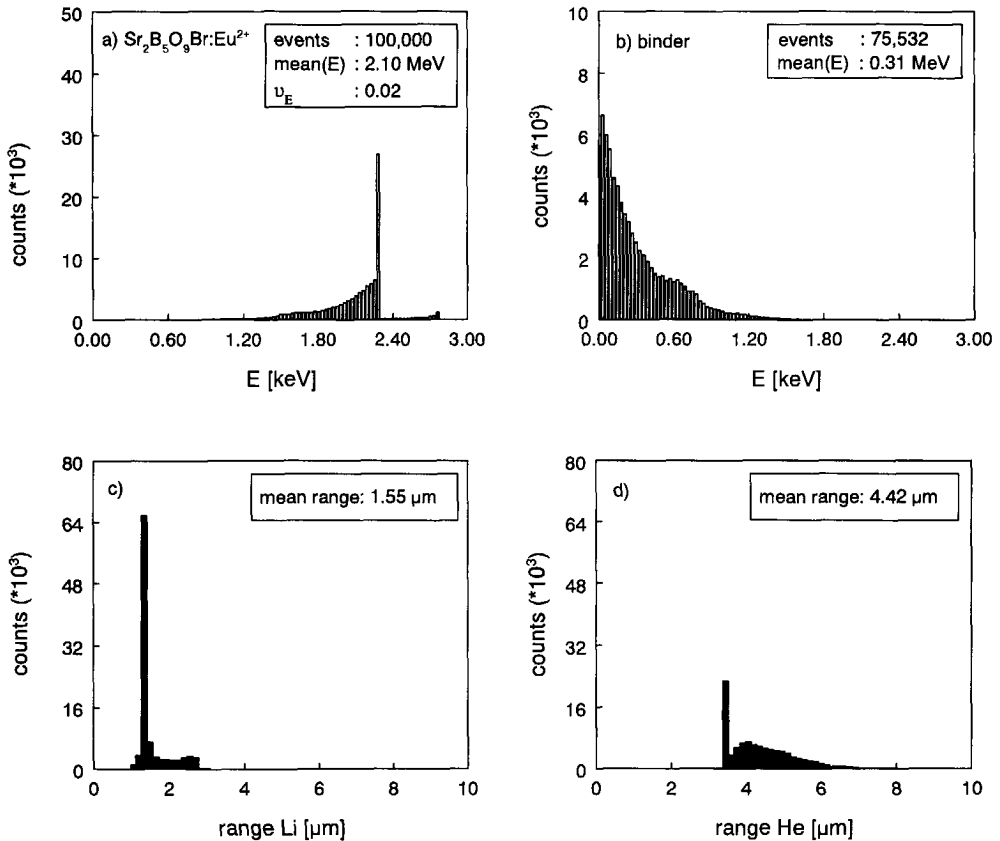 a) Sr₂B₅O₉Br:Eu²⁺
events : 100,000
mean(E) : 2.10 MeV
υ_E : 0.02
counts (*10³)
50
40
30
20
10
0
0.00 0.60 1.20 1.80 2.40 3.00
E [keV]
b) binder
events : 75,532
mean(E) : 0.31 MeV
counts (*10³)
10
8
6
4
2
0
0.00 0.60 1.20 1.80 2.40 3.00
E [keV]
c)
mean range: 1.55 µm
counts (*10³)
80
64
48
32
16
0
0 2 4 6 8 10
range Li [µm]
d)
mean range: 4.42 µm
counts (*10³)
80
64
48
32
16
0
0 2 4 6 8 10
range He [µm]